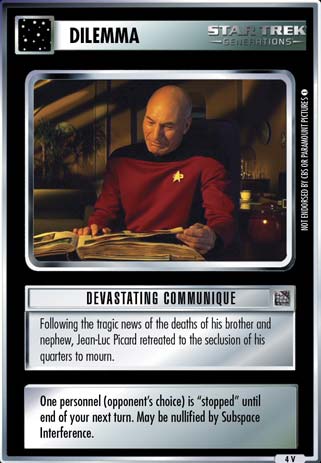 DILEMMA
STAR TREK
GENERATIONS
NOT ENDORSED BY CBS OR PARAMOUNT PICTURES
DEVASTATING COMMUNIQUE
Following the tragic news of the deaths of his brother and
nephew, Jean-Luc Picard retreated to the seclusion of his
quarters to mourn.
One personnel (opponent's choice) is "stopped" until
end of your next turn. May be nullified by Subspace
Interference.
4 V